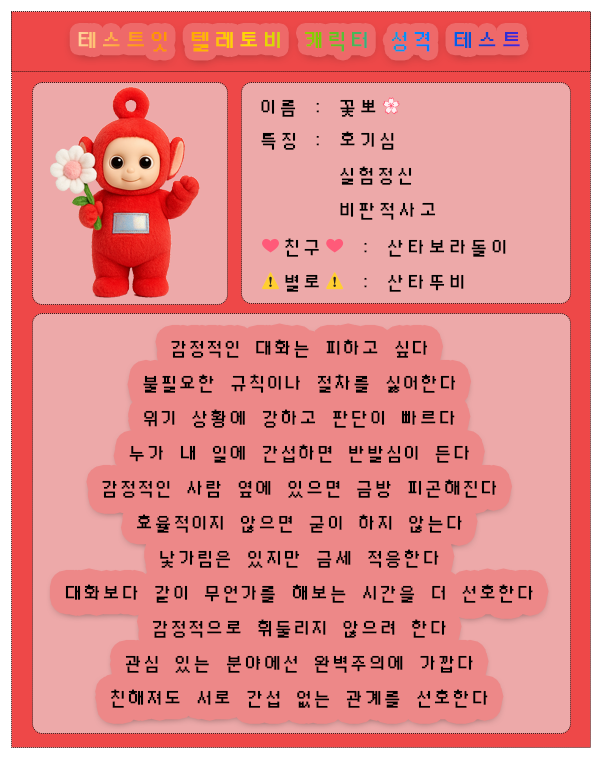 테스트잇 텔레토비 캐릭터 성격 테스트
이름 : 꽃뽀🌸
특징 : 호기심
실험정신
비판적사고
❤친구❤ : 산타보라돌이
⚠별로⚠ : 산타뚜비
감정적인 대화는 피하고 싶다
불필요한 규칙이나 절차를 싫어한다
위기 상황에 강하고 판단이 빠르다
누가 내 일에 간섭하면 반발심이 든다
감정적인 사람 옆에 있으면 금방 피곤해진다
효율적이지 않으면 굳이 하지 않는다
낯가림은 있지만 금세 적응한다
대화보다 같이 무언가를 해보는 시간을 더 선호한다
감정적으로 휘둘리지 않으려 한다
관심 있는 분야에선 완벽주의에 가깝다
친해져도 서로 간섭 없는 관계를 선호한다